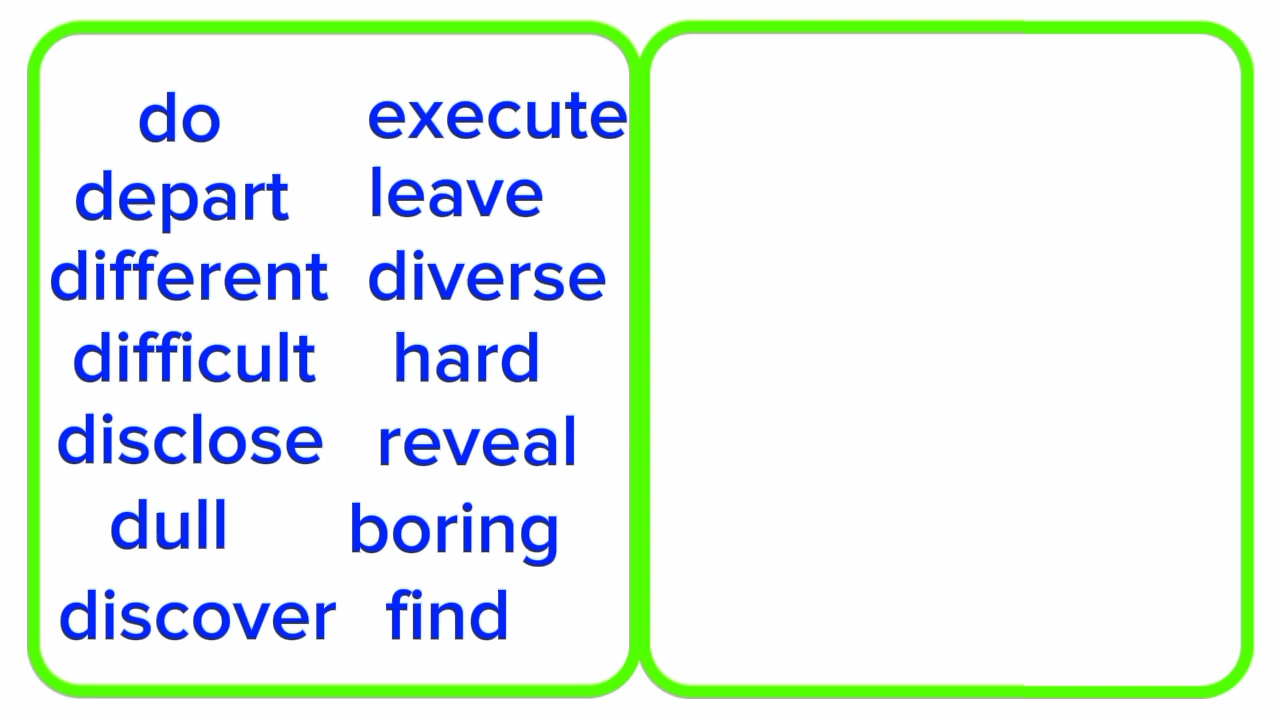 do execute
depart leave
different diverse
difficult hard
disclose reveal
dull boring
discover find